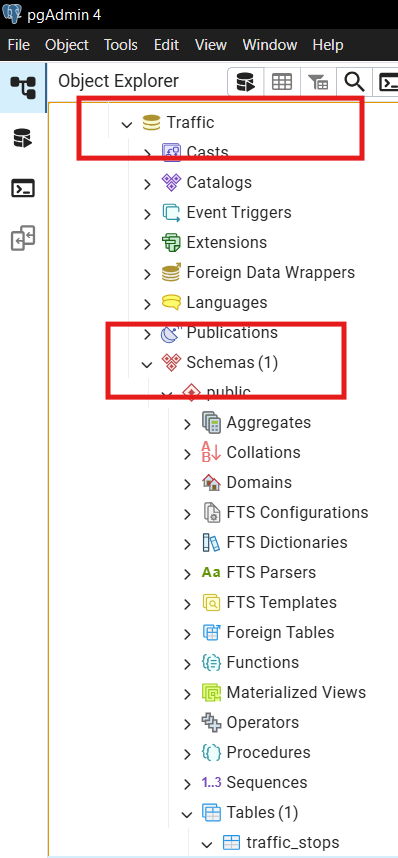 pgAdmin 4
File Object Tools Edit View Window Help
Object Explorer
Traffic
Casts
Catalogs
Event Triggers
Extensions
Foreign Data Wrappers
Languages
Publications
Schemas (1)
public
Aggregates
Collations
Domains
FTS Configurations
FTS Dictionaries
FTS Parsers
FTS Templates
Foreign Tables
Functions
Materialized Views
Operators
Procedures
1..3 Sequences
Tables (1)
traffic_stops